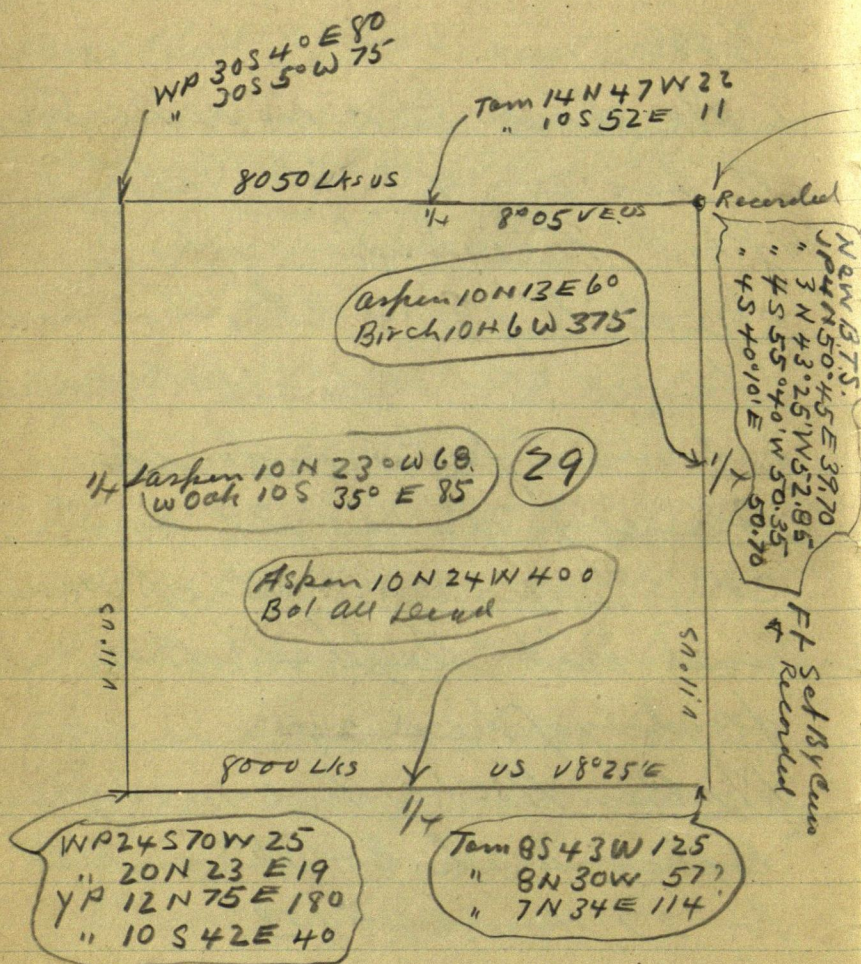 WP 30 S 4° E 80
" 30 S 5° W 75
Tam 14 N 47 W 22
" 10 S 52 E 11
8050 Lks US
1/4
8°05 V E. US
Recorded
New B.T.S.
JP 4 N 50°45 E 39.70
" 3 N 43°25' W 52.85
" 4 S 55°40' W 50.35
" 4 S 40°10' E 50.70
Ft Set By Cum
& Recorded
Aspen 10 N 13 E 60
Birch 10 N 6 W 375
1/4
1/4
Aspen 10 N 23° W 68.
W Oak 10 S 35° E 85
29
Aspen 10 N 24 W 400
Bal All Dead
V 11° US
V 11° US
8000 Lks
US V 8°25'E
1/4
WP 24 S 70 W 25
" 20 N 23 E 19
YP 12 N 75 E 180
" 10 S 42 E 40
Tam 8 S 43 W 125
" 8 N 30 W 57?
" 7 N 34 E 114